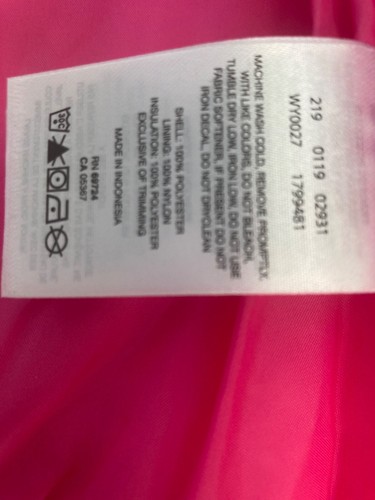 219 0119 02931
WY0027 1799481
MACHINE WASH COLD, REMOVE PROMPTLY,
WITH LIKE COLORS, DO NOT BLEACH,
TUMBLE DRY LOW, IRON LOW, DO NOT USE
FABRIC SOFTENER, IF PRESENT DO NOT
IRON DECAL, DO NOT DRYCLEAN
SHELL: 100% POLYESTER
LINING: 100% NYLON
INSULATION: 100% POLYESTER
EXCLUSIVE OF TRIMMING
MADE IN INDONESIA
RN 69724
CA 05367